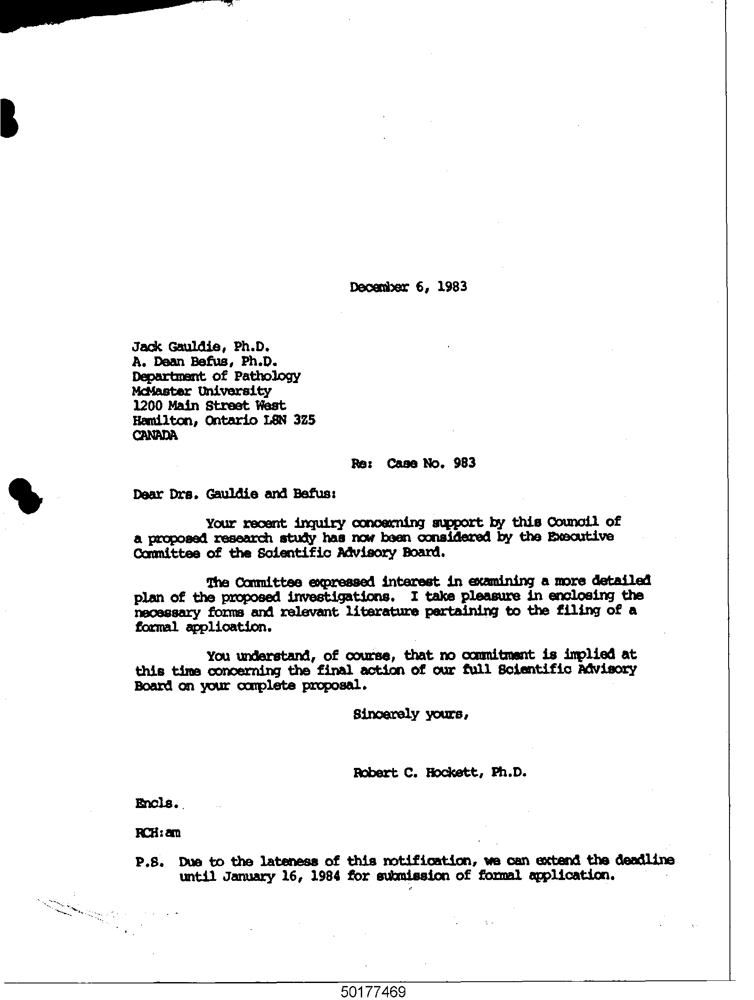 December 6, 1983
Jack Gauldie, Ph.D.
A. Dean Befus, Ph.D.
Department of Pathology
McMaster University
1200 Main Street West
Hamilton, Ontario L8N 3Z5
CANADA
Re: Case No. 983
Dear Drs. Gauldie and Befus:
Your recent inquiry concerning support by this Council of
a proposed research study has now been considered by the Executive
Committee of the Scientific Advisory Board.
The Committee expressed interest in examining a more detailed
plan of the proposed investigations. I take pleasure in enclosing the
necessary forms and relevant literature pertaining to the filing of a
formal application.
You understand, of course, that no commitment is implied at
this time concerning the final action of our full Scientific Advisory
Board on your complete proposal.
Sincerely yours,
Robert C. Hockett, Ph.D.
Encls.
RCH:am
P.S. Due to the lateness of this notification, we can extend the deadline
until January 16, 1984 for submission of formal application.
50177469